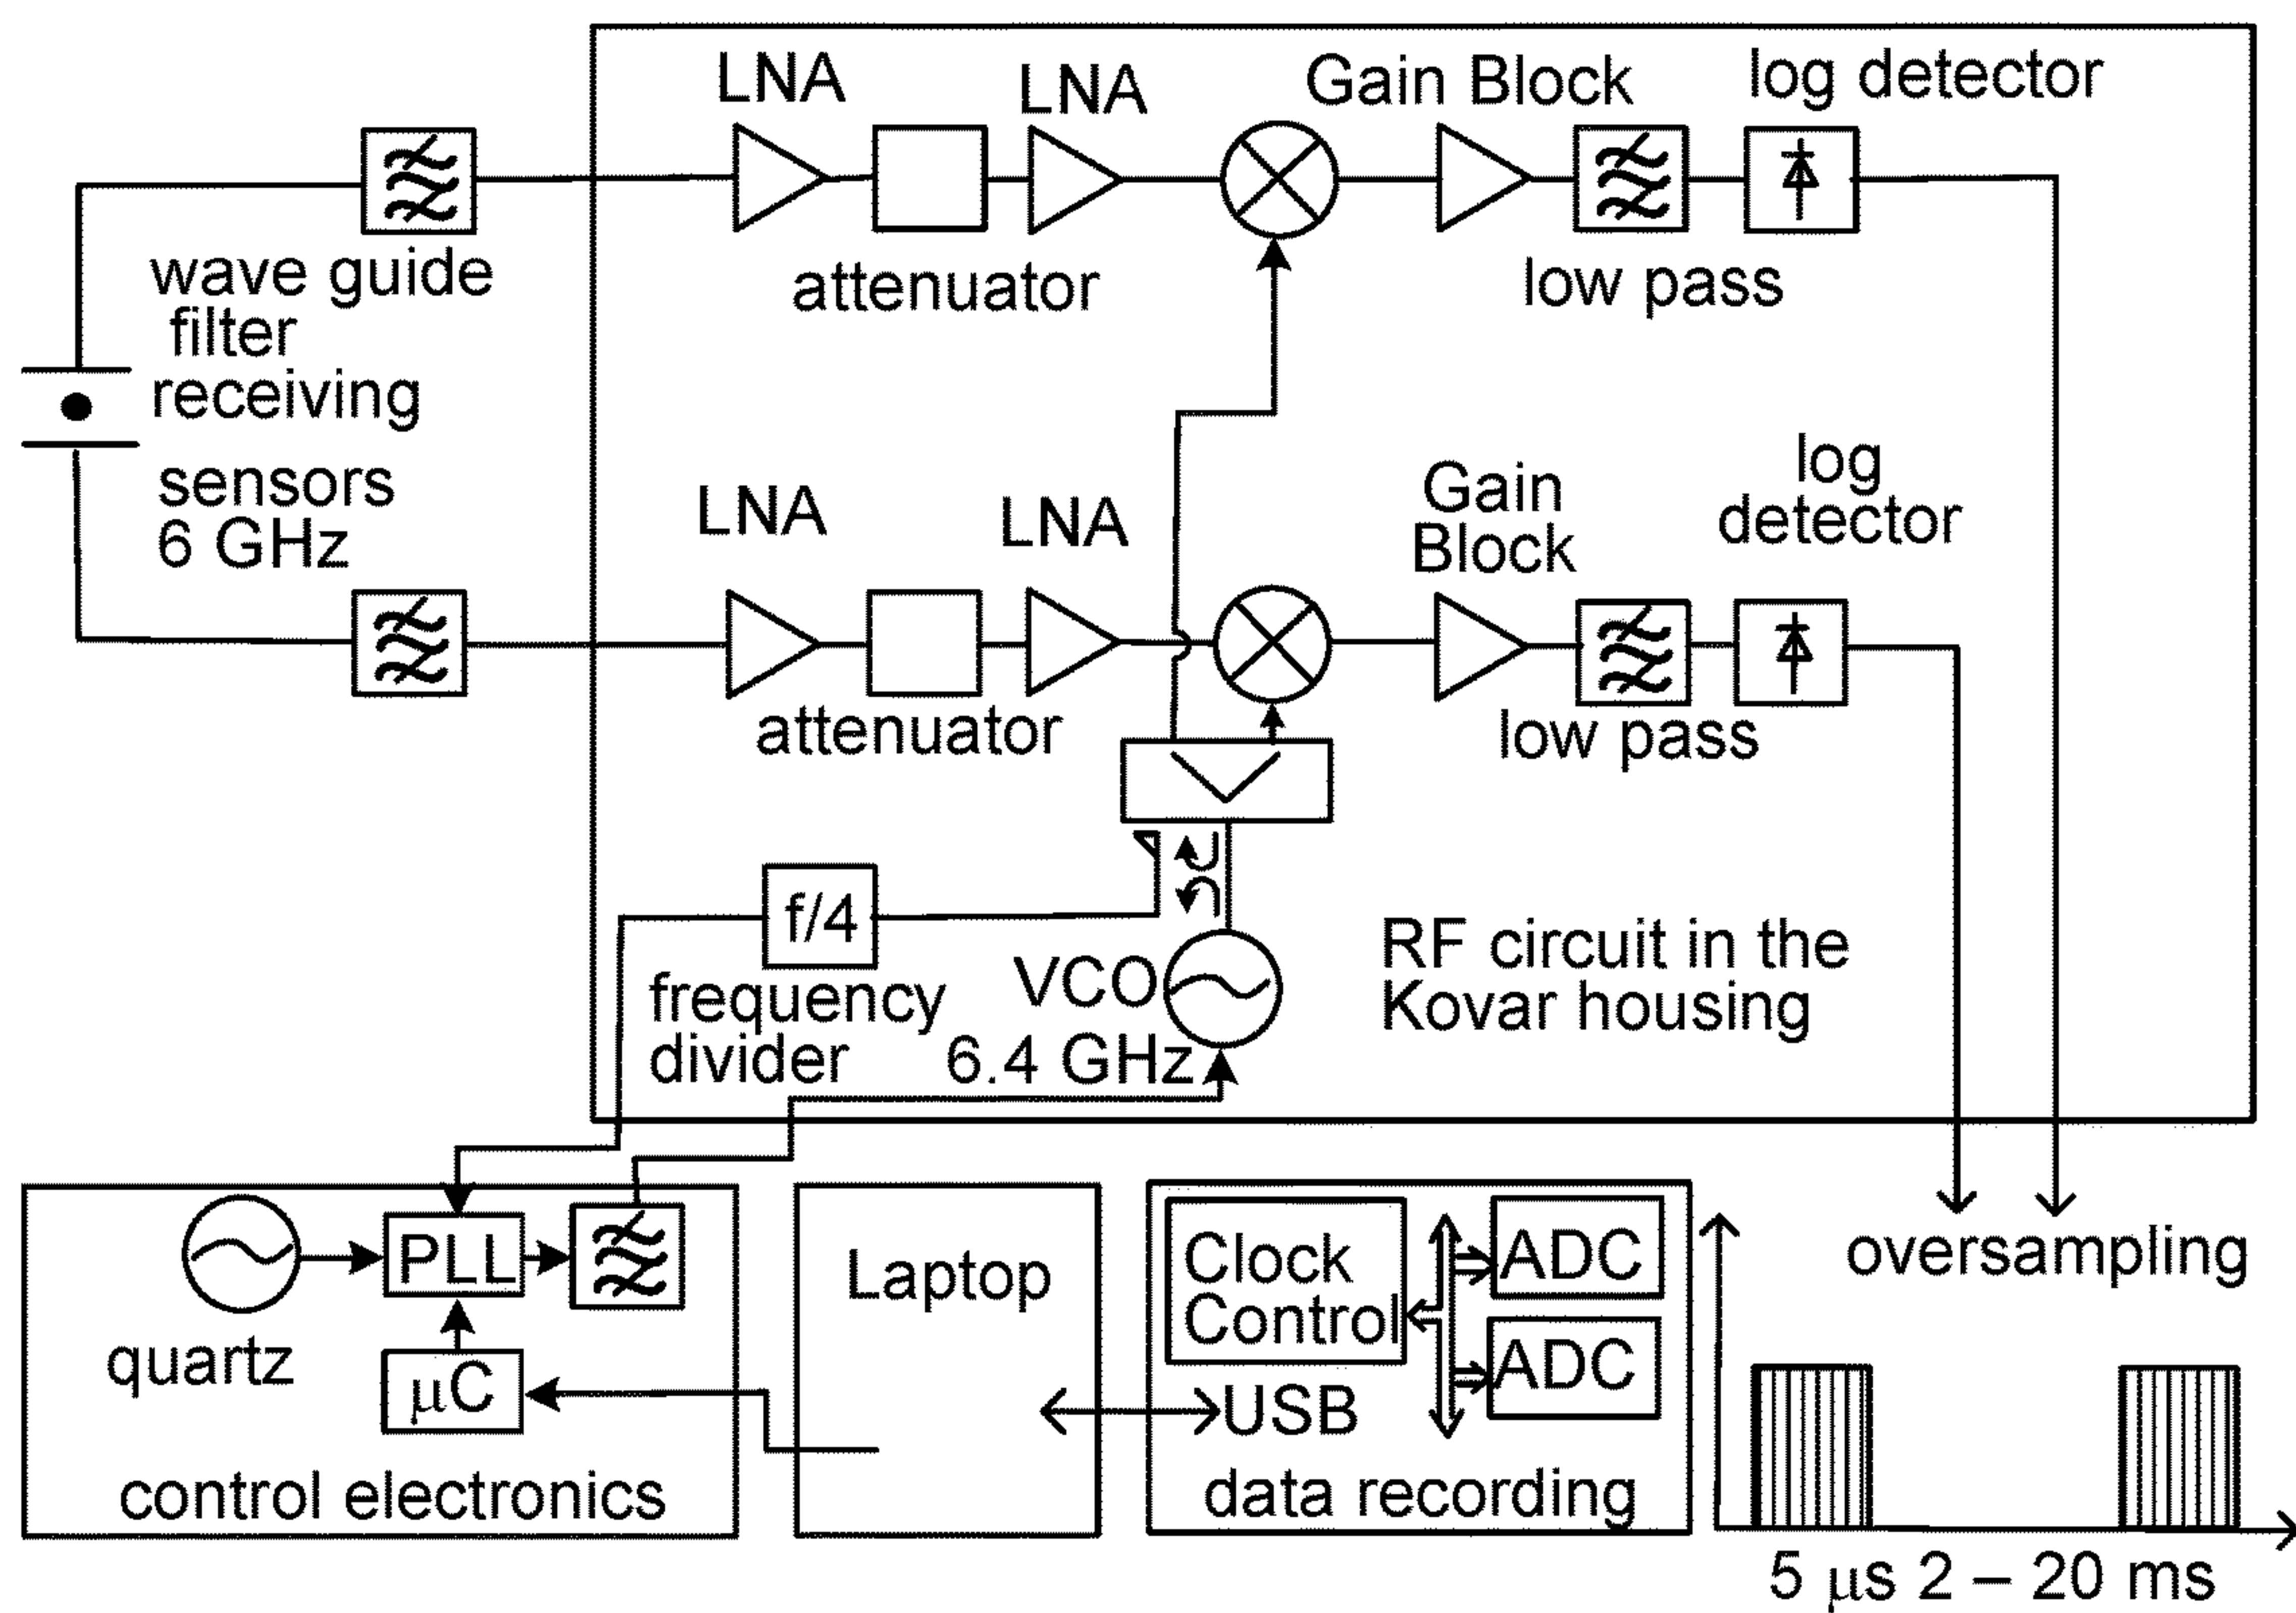 LNA
LNA
Gain Block
log detector
wave guide
filter
receiving
sensors
6 GHz
attenuator
low pass
LNA
LNA
Gain
Block
log
detector
attenuator
low pass
f/4
frequency
divider
VCO
6.4 GHz
RF circuit in the
Kovar housing
PLL
quartz
µC
control electronics
Laptop
Clock
Control
ADC
ADC
USB
data recording
oversampling
5 µs 2 – 20 ms